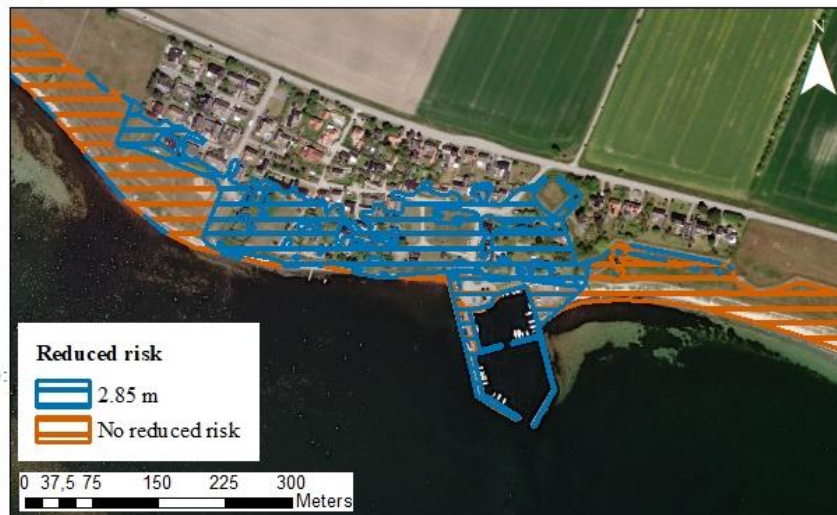 N
Reduced risk
2.85 m
No reduced risk
0 37,5 75 150 225 300
Meters